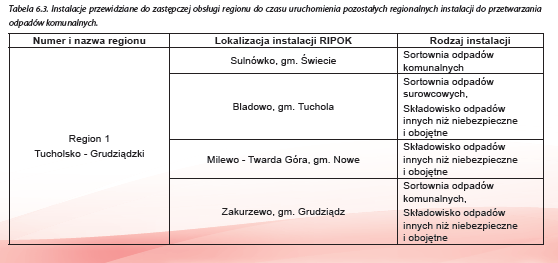 Tabela 6.3. Instalacje przewidziane do zastępczej obsługi regionu do czasu uruchomienia pozostałych regionalnych instalacji do przetwarzania
odpadów komunalnych.
Numer i nazwa regionu Lokalizacja instalacji RIPOK Rodzaj instalacji
Region 1
Tucholsko - Grudziądzki
Sulnówko, gm. Świecie
Sortownia odpadów
komunalnych
Bladowo, gm. Tuchola
Sortownia odpadów
surowcowych,
Składowisko odpadów
innych niż niebezpieczne
i obojętne
Milewo - Twarda Góra, gm. Nowe
Składowisko odpadów
innych niż niebezpieczne
i obojętne
Zakurzewo, gm. Grudziądz
Sortownia odpadów
komunalnych,
Składowisko odpadów
innych niż niebezpieczne
i obojętne